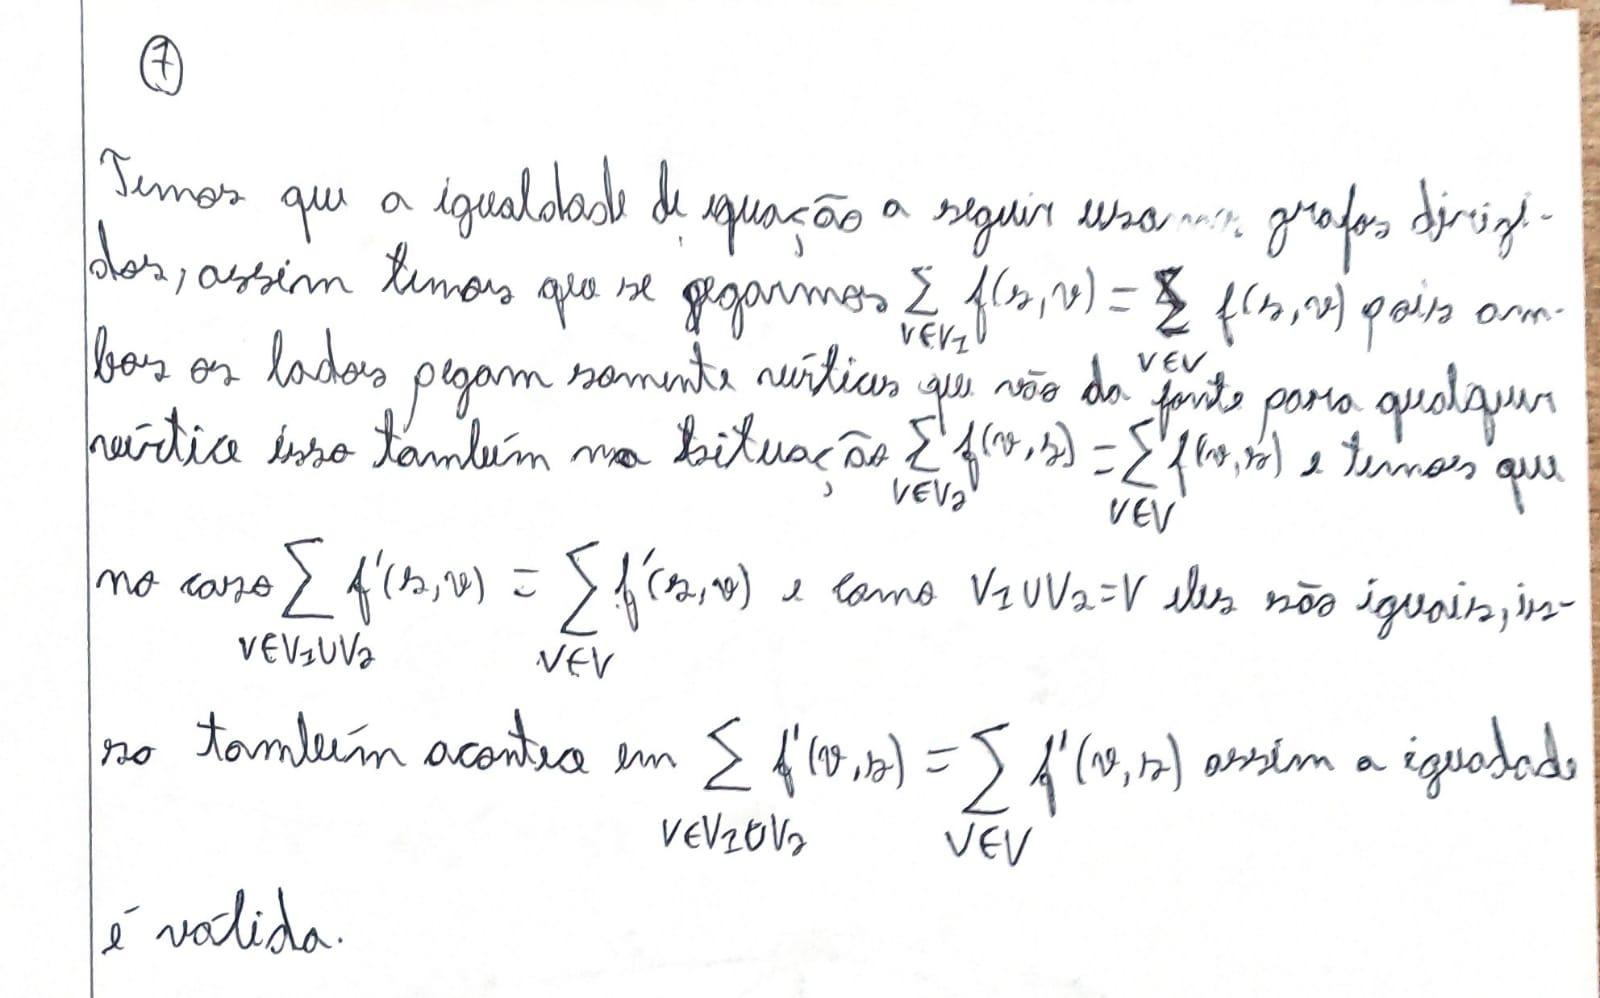 7
Temos que a igualdade de equação a seguir usa grafos dirigi-
dos, assim temos que se pegarmos ∑_{v∈V₁} f(s,v) = ∑_{v∈V} f(s,v) pois am-
bos os lados pegam somente vértices que vão da fonte para qualquer
vértice isso também na situação ∑_{v∈V₂} f(v,s) = ∑_{v∈V} f(v,s) e temos que
no caso ∑_{v∈V₁∪V₂} f'(s,v) = ∑_{v∈V} f'(s,v) e como V₁∪V₂=V eles são iguais, is-
so também acontece em ∑_{v∈V₁∪V₂} f'(v,s) = ∑_{v∈V} f'(v,s) assim a igualdade
é válida.